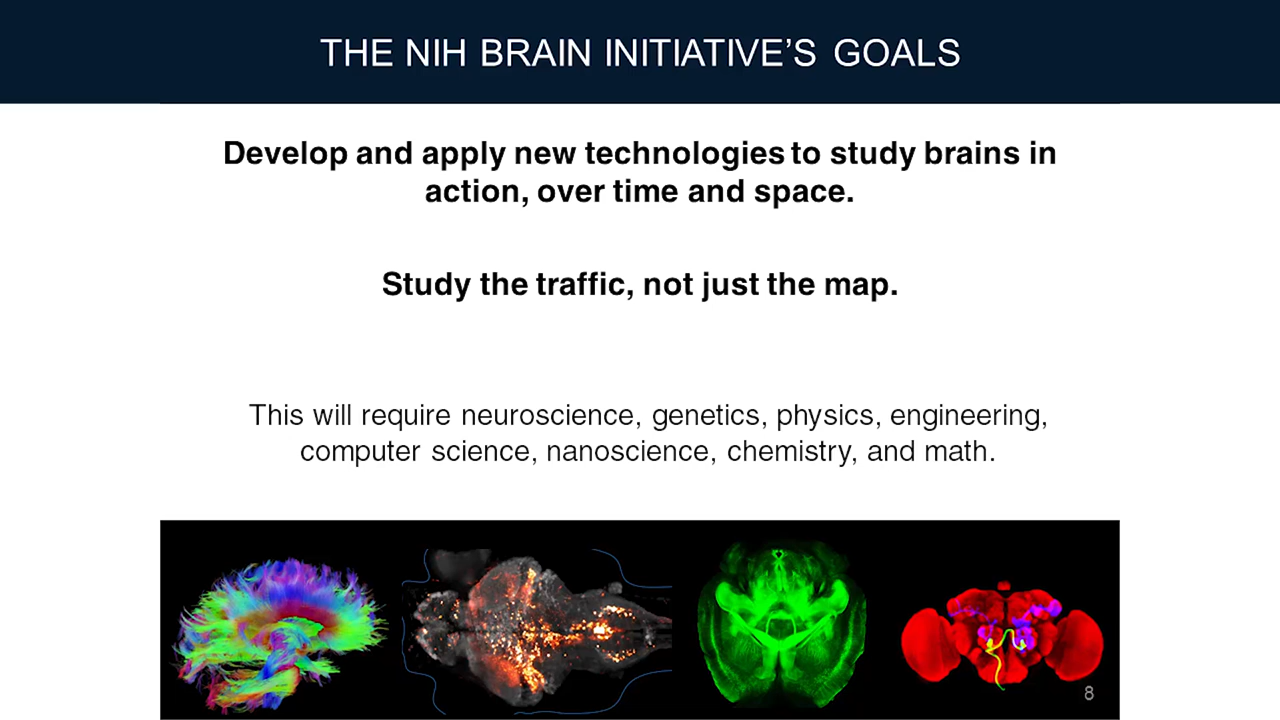 THE NIH BRAIN INITIATIVE’S GOALS
Develop and apply new technologies to study brains in
action, over time and space.
Study the traffic, not just the map.
This will require neuroscience, genetics, physics, engineering,
computer science, nanoscience, chemistry, and math.
8